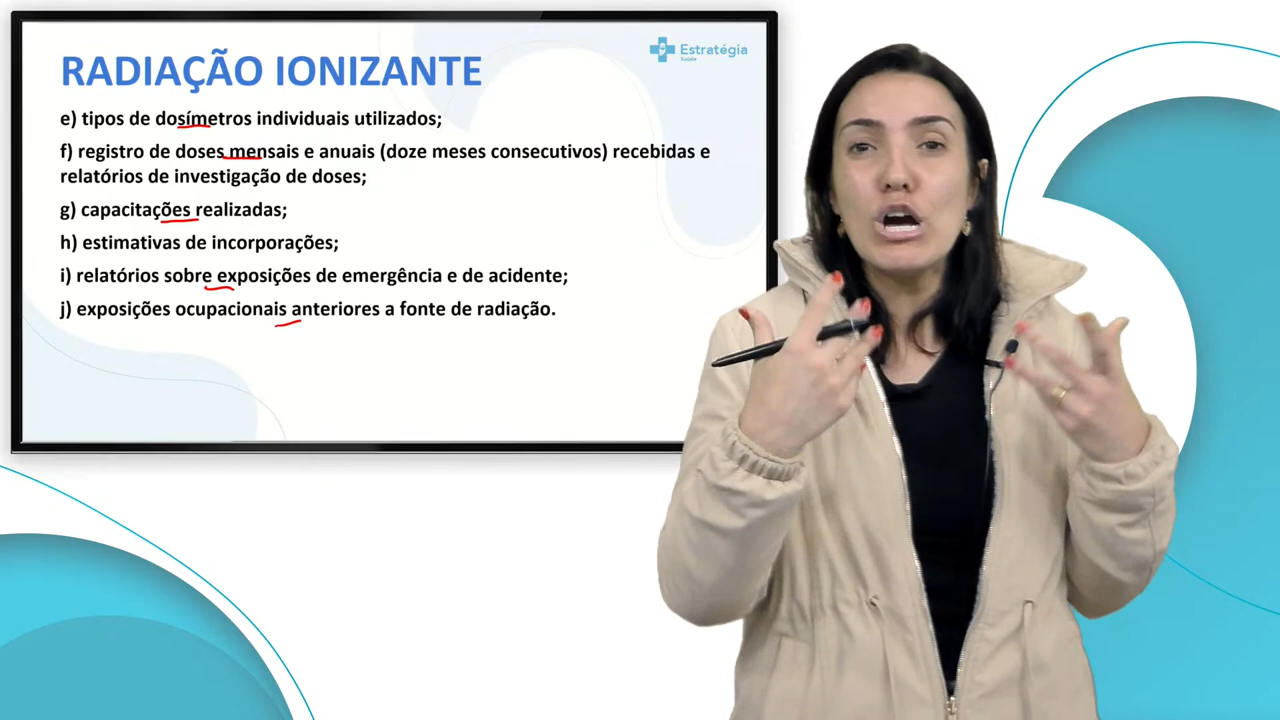 RADIAÇÃO IONIZANTE
Estratégia
Saúde
e) tipos de dosímetros individuais utilizados;
f) registro de doses mensais e anuais (doze meses consecutivos) recebidas e
relatórios de investigação de doses;
g) capacitações realizadas;
h) estimativas de incorporações;
i) relatórios sobre exposições de emergência e de acidente;
j) exposições ocupacionais anteriores a fonte de radiação.